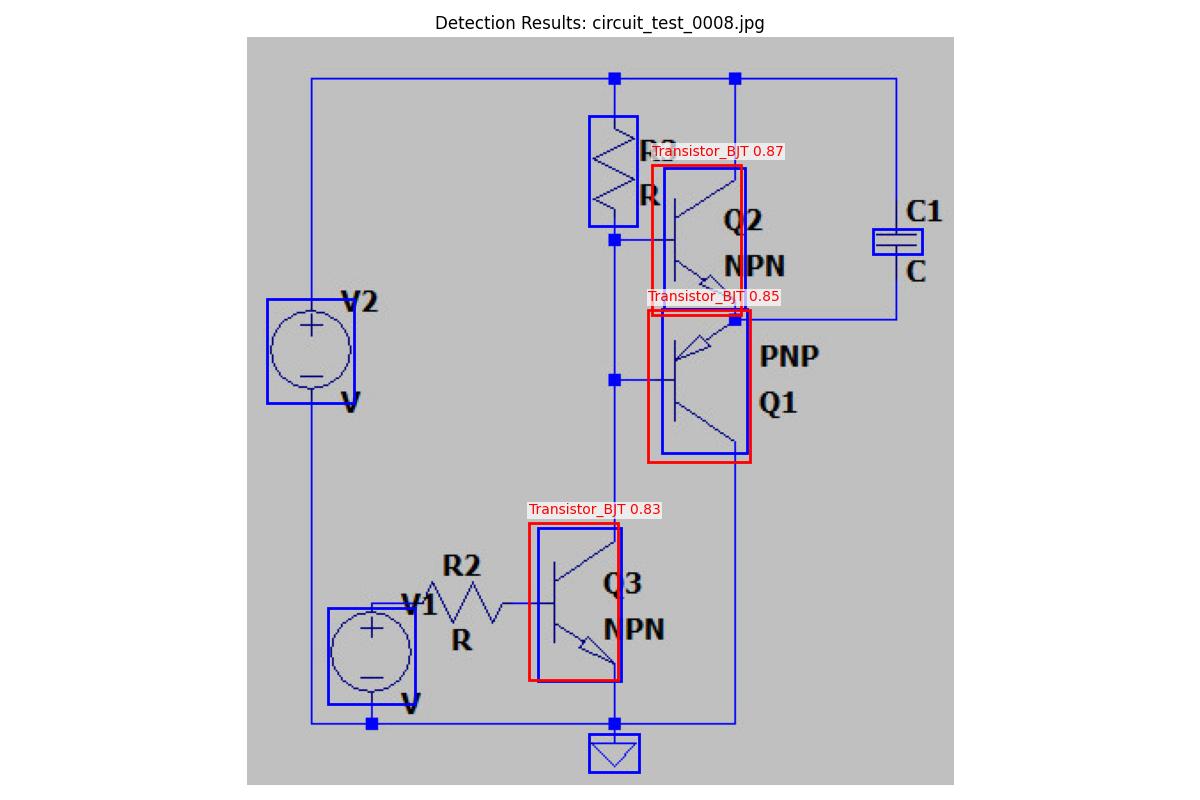 Detection Results: circuit_test_0008.jpg
R
Transistor_BJT 0.87
R
Q2
NPN
C1
C
Transistor_BJT 0.85
V2
V
PNP
Q1
Transistor_BJT 0.83
R2
R
Q3
NPN
V1
V